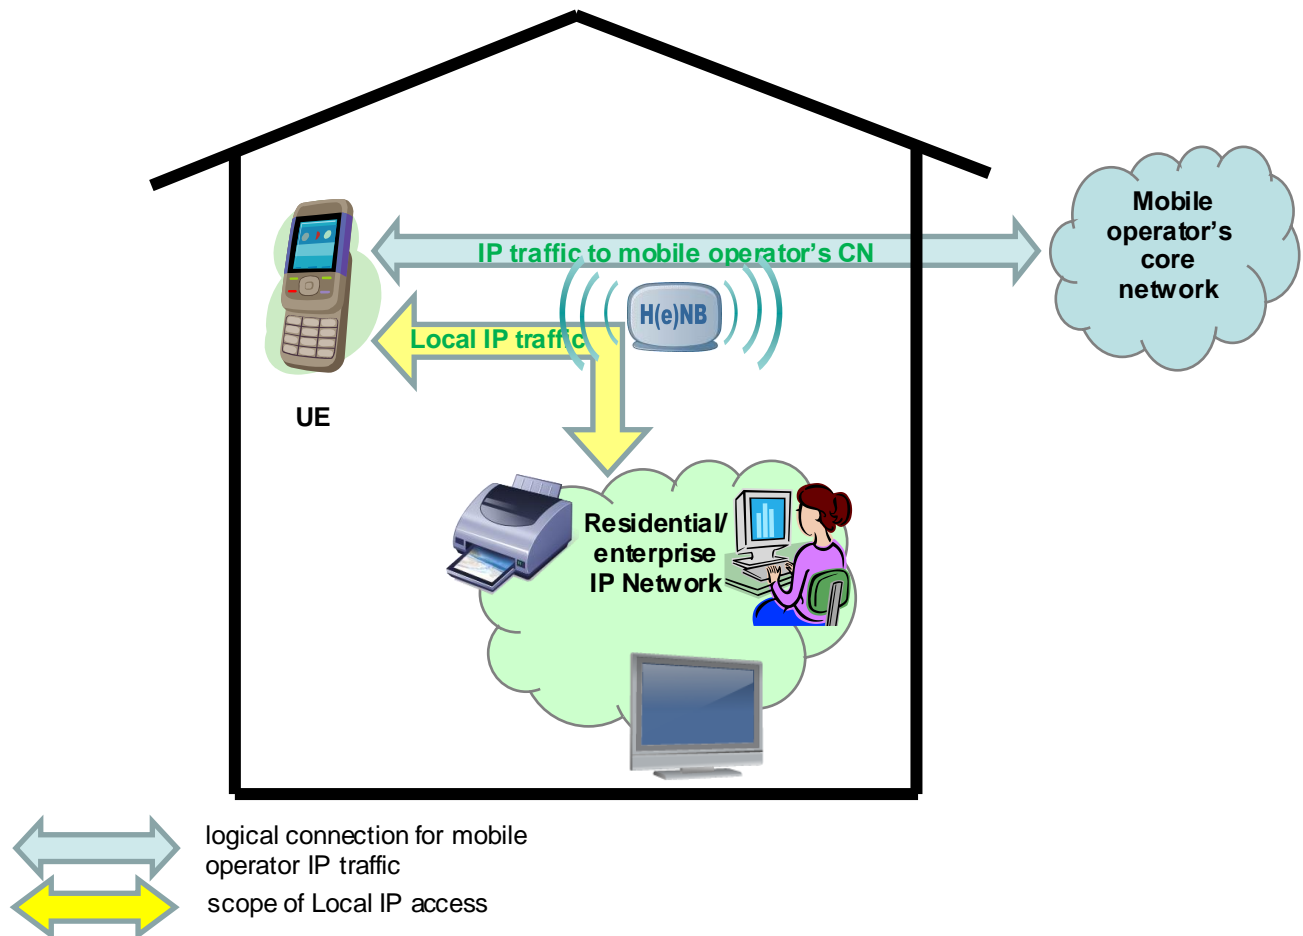 Mobile
operator's
core
network
IP traffic to mobile operator's CN
H(e)NB
Local IP traffic
UE
Residential/
enterprise
IP Network
logical connection for mobile
operator IP traffic
scope of Local IP access